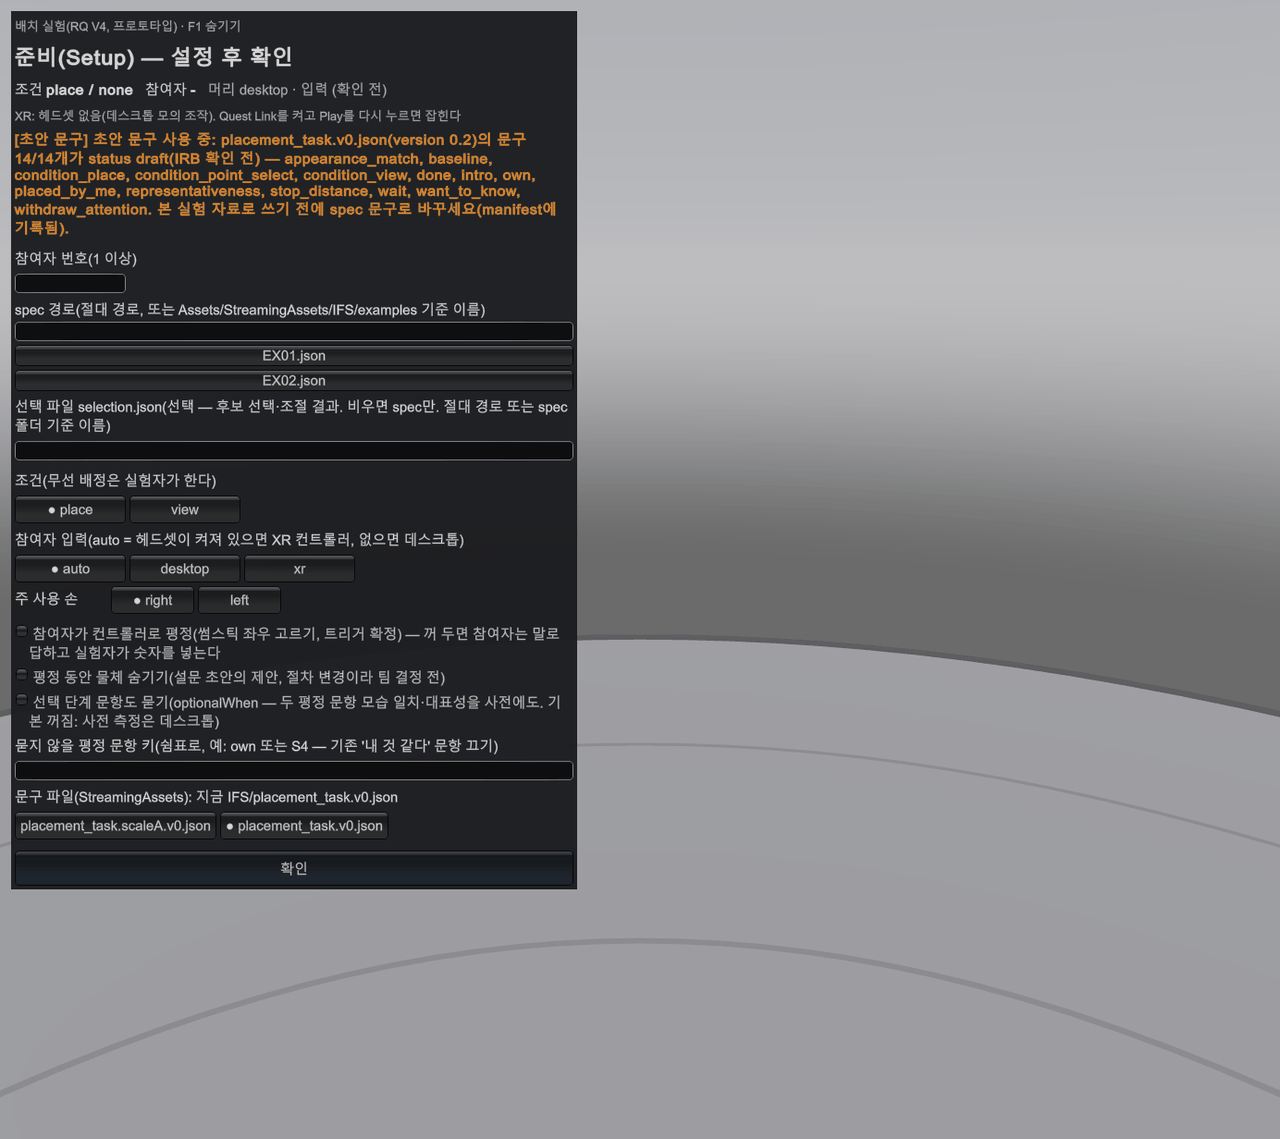 배치 실험(RQ V4, 프로토타입) · F1 숨기기
준비(Setup) — 설정 후 확인
조건 place / none 참여자 - 머리 desktop · 입력 (확인 전)
XR: 헤드셋 없음(데스크톱 모의 조작). Quest Link를 켜고 Play를 다시 누르면 잡힌다
[초안 문구] 초안 문구 사용 중: placement_task.v0.json(version 0.2)의 문구
14/14개가 status draft(IRB 확인 전) — appearance_match, baseline,
condition_place, condition_point_select, condition_view, done, intro, own,
placed_by_me, representativeness, stop_distance, wait, want_to_know,
withdraw_attention. 본 실험 자료로 쓰기 전에 spec 문구로 바꾸세요(manifest에
기록됨).
참여자 번호(1 이상)
spec 경로(절대 경로, 또는 Assets/StreamingAssets/IFS/examples 기준 이름)
EX01.json
EX02.json
선택 파일 selection.json(선택 — 후보 선택·조절 결과. 비우면 spec만. 절대 경로 또는 spec
폴더 기준 이름)
조건(무선 배정은 실험자가 한다)
● place view
참여자 입력(auto = 헤드셋이 켜져 있으면 XR 컨트롤러, 없으면 데스크톱)
● auto desktop xr
주 사용 손 ● right left
참여자가 컨트롤러로 평정(썸스틱 좌우 고르기, 트리거 확정) — 꺼 두면 참여자는 말로
답하고 실험자가 숫자를 넣는다
평정 동안 물체 숨기기(설문 초안의 제안, 절차 변경이라 팀 결정 전)
선택 단계 문항도 묻기(optionalWhen — 두 평정 문항 모습 일치·대표성을 사전에도. 기
본 꺼짐: 사전 측정은 데스크톱)
묻지 않을 평정 문항 키(쉼표로, 예: own 또는 S4 — 기존 '내 것 같다' 문항 끄기)
문구 파일(StreamingAssets): 지금 IFS/placement_task.v0.json
placement_task.scaleA.v0.json ● placement_task.v0.json
확인